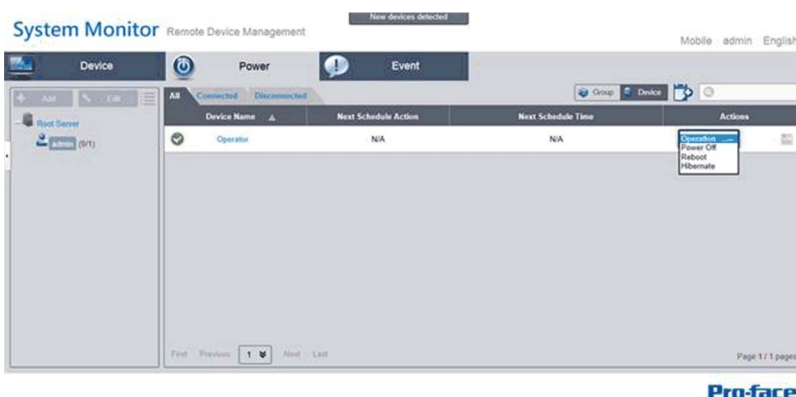 New devices detected
System Monitor Remote Device Management
Mobile admin English
Device Power Event
Add Edit
All Connected Disconnected
Group Device
Root Server
admin (0/1)
Device Name Next Schedule Action Next Schedule Time Actions
Operator N/A N/A Operation ...
Power Off
Reboot
Hibernate
First Previous 1 Next Last
Page 1 / 1 pages
Pro-face